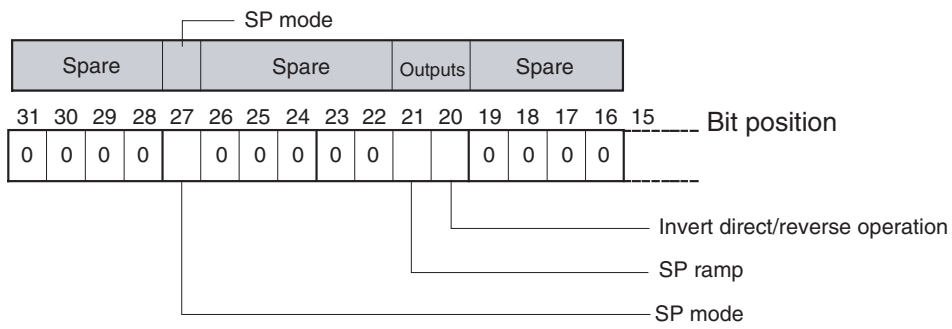 SP mode
Spare Spare Outputs Spare
31 30 29 28 27 26 25 24 23 22 21 20 19 18 17 16 15 Bit position
0 0 0 0 0 0 0 0 0 0 0 0 0
Invert direct/reverse operation
SP ramp
SP mode